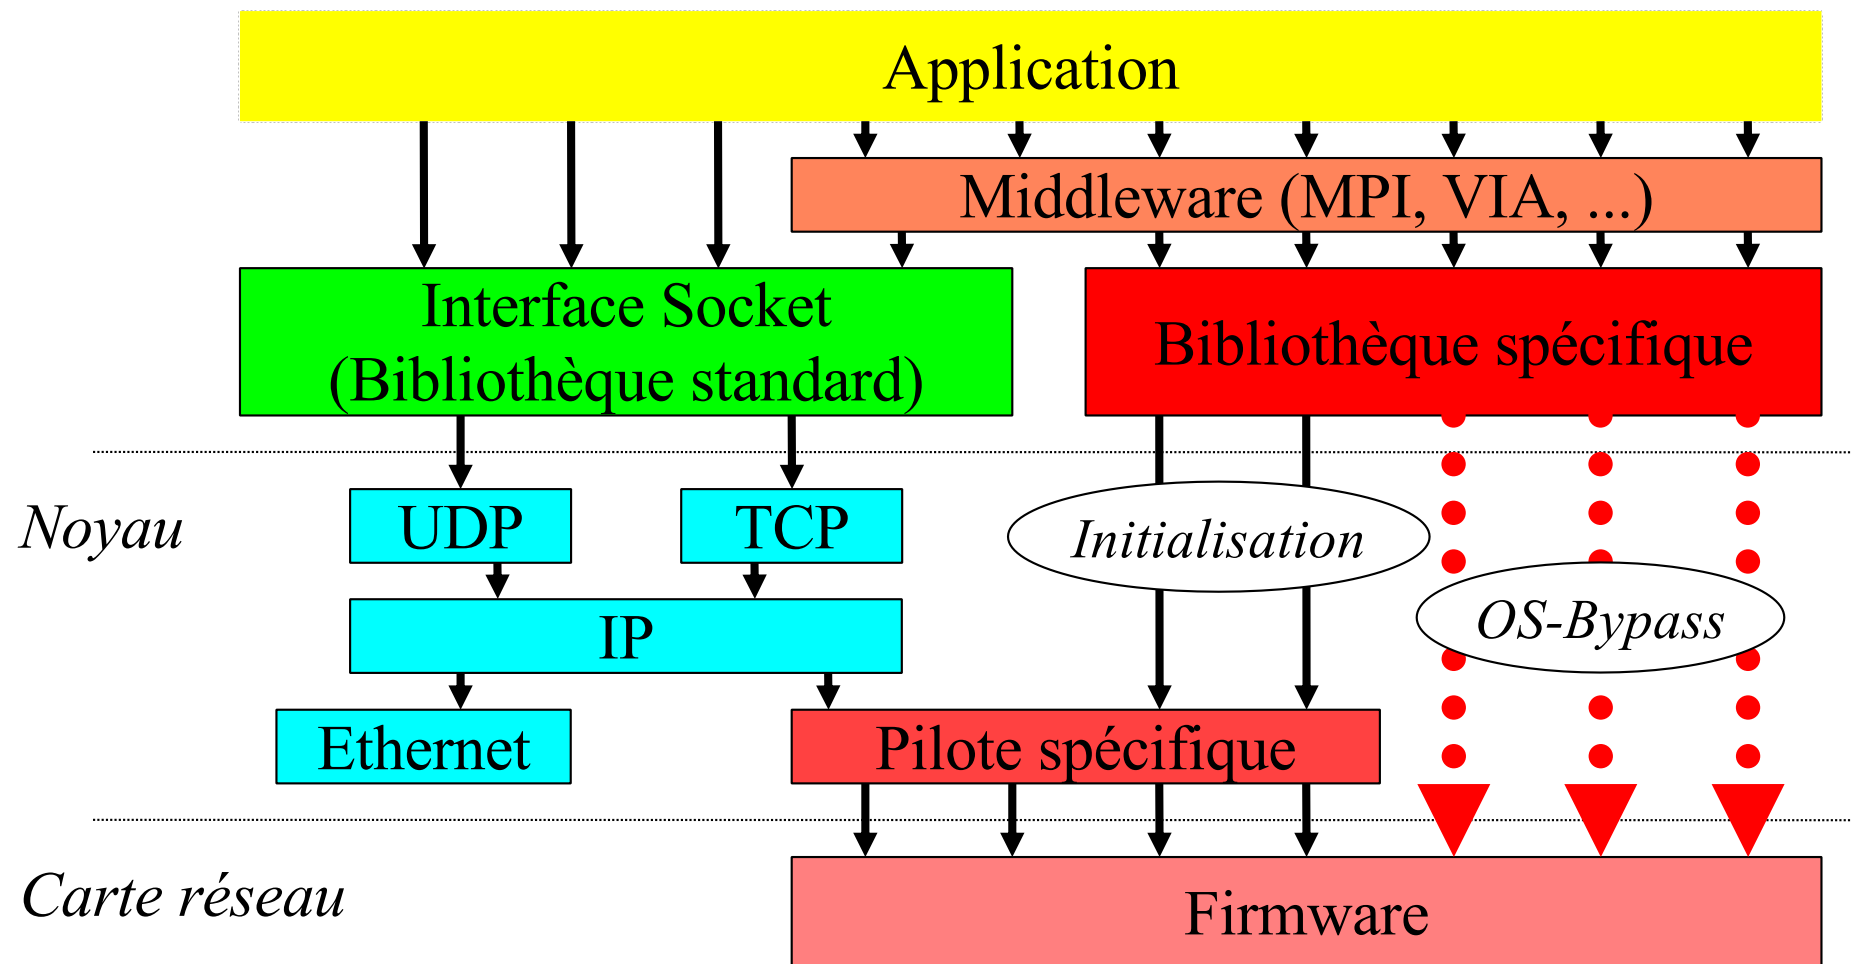 Application
Middleware (MPI, VIA, ...)
Interface Socket
(Bibliothèque standard)
Bibliothèque spécifique
Noyau
UDP
TCP
Initialisation
OS-Bypass
IP
Ethernet
Pilote spécifique
Carte réseau
Firmware